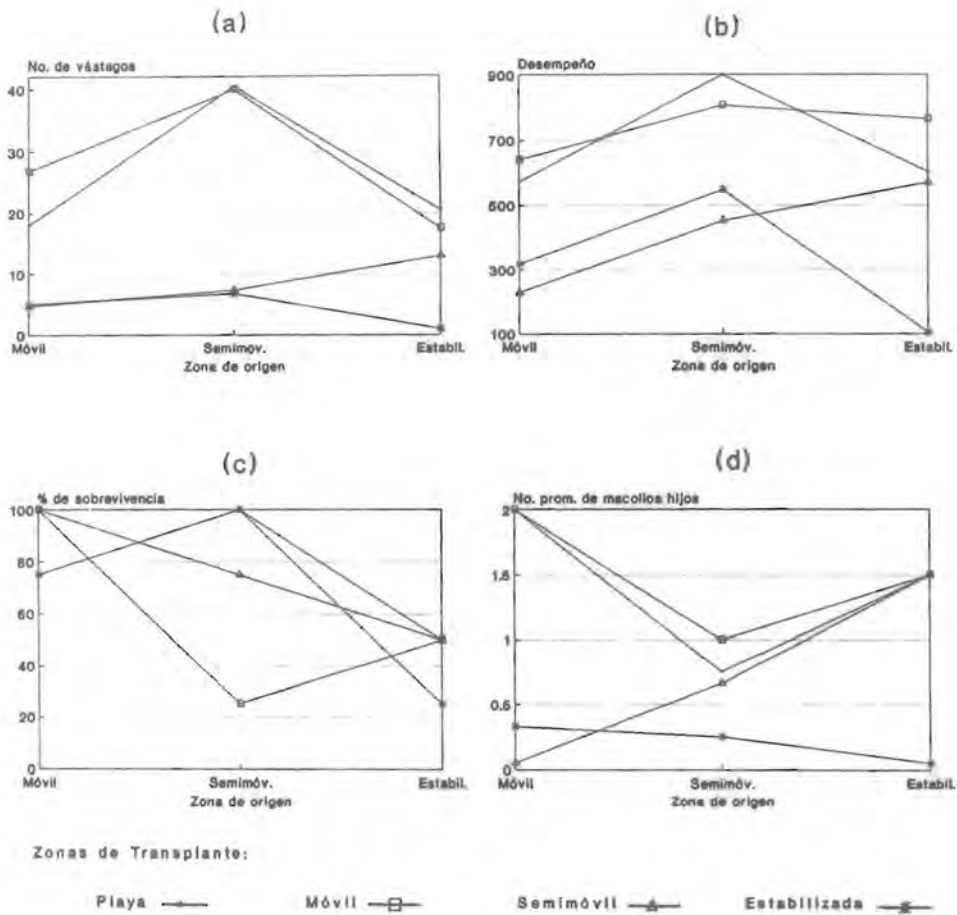 (a)
No. de vástagos
40
30
20
10
0
Móvil Semimov. Estabil.
Zona de origen
(b)
Desempeño
900
700
500
300
100
Móvil Semimóv. Estabil.
Zona de origen
(c)
% de sobrevivencia
100
80
60
40
20
0
Móvil Semimóv. Estabil.
Zona de origen
(d)
No. prom. de macollos hijos
2
1.5
1
0.5
0
Móvil Semimóv. Estabil.
Zona de origen
Zonas de Transplante:
Playa Móvil Semimóvil Estabilizada